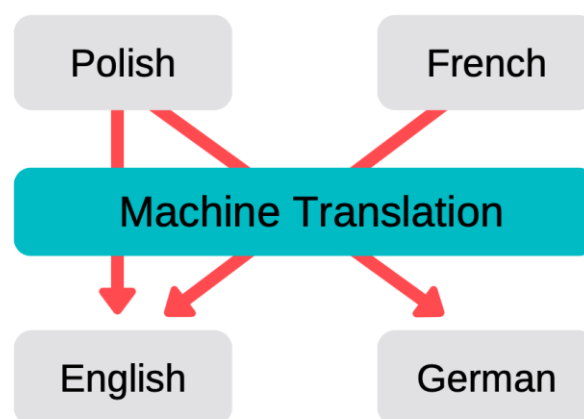 Polish
French
Machine Translation
English
German